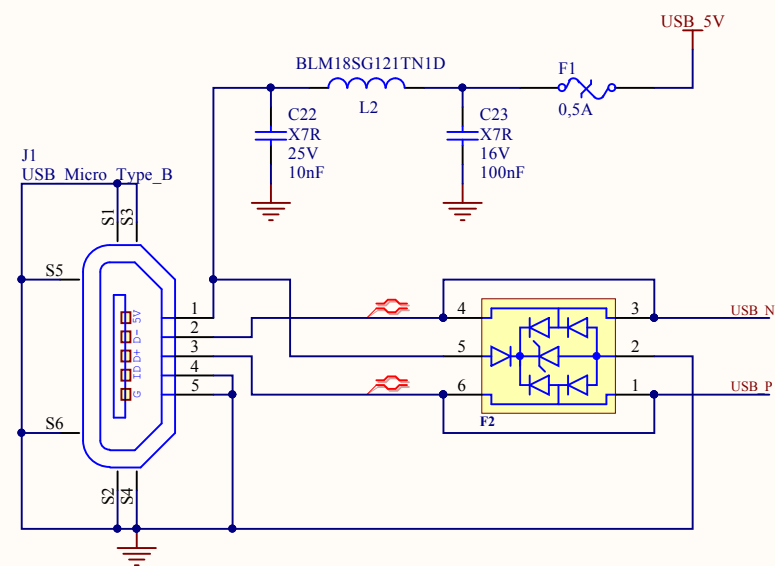 USB_5V
BLM18SG121TN1D
F1
L2
0,5A
C22
X7R
25V
10nF
C23
X7R
16V
100nF
J1
USB_Micro_Type_B
S1
S3
S5
5V
D-
D+
ID
G
1
2
3
4
5
S6
S2
S4
4
5
6
3
2
1
F2
USB_N
USB_P